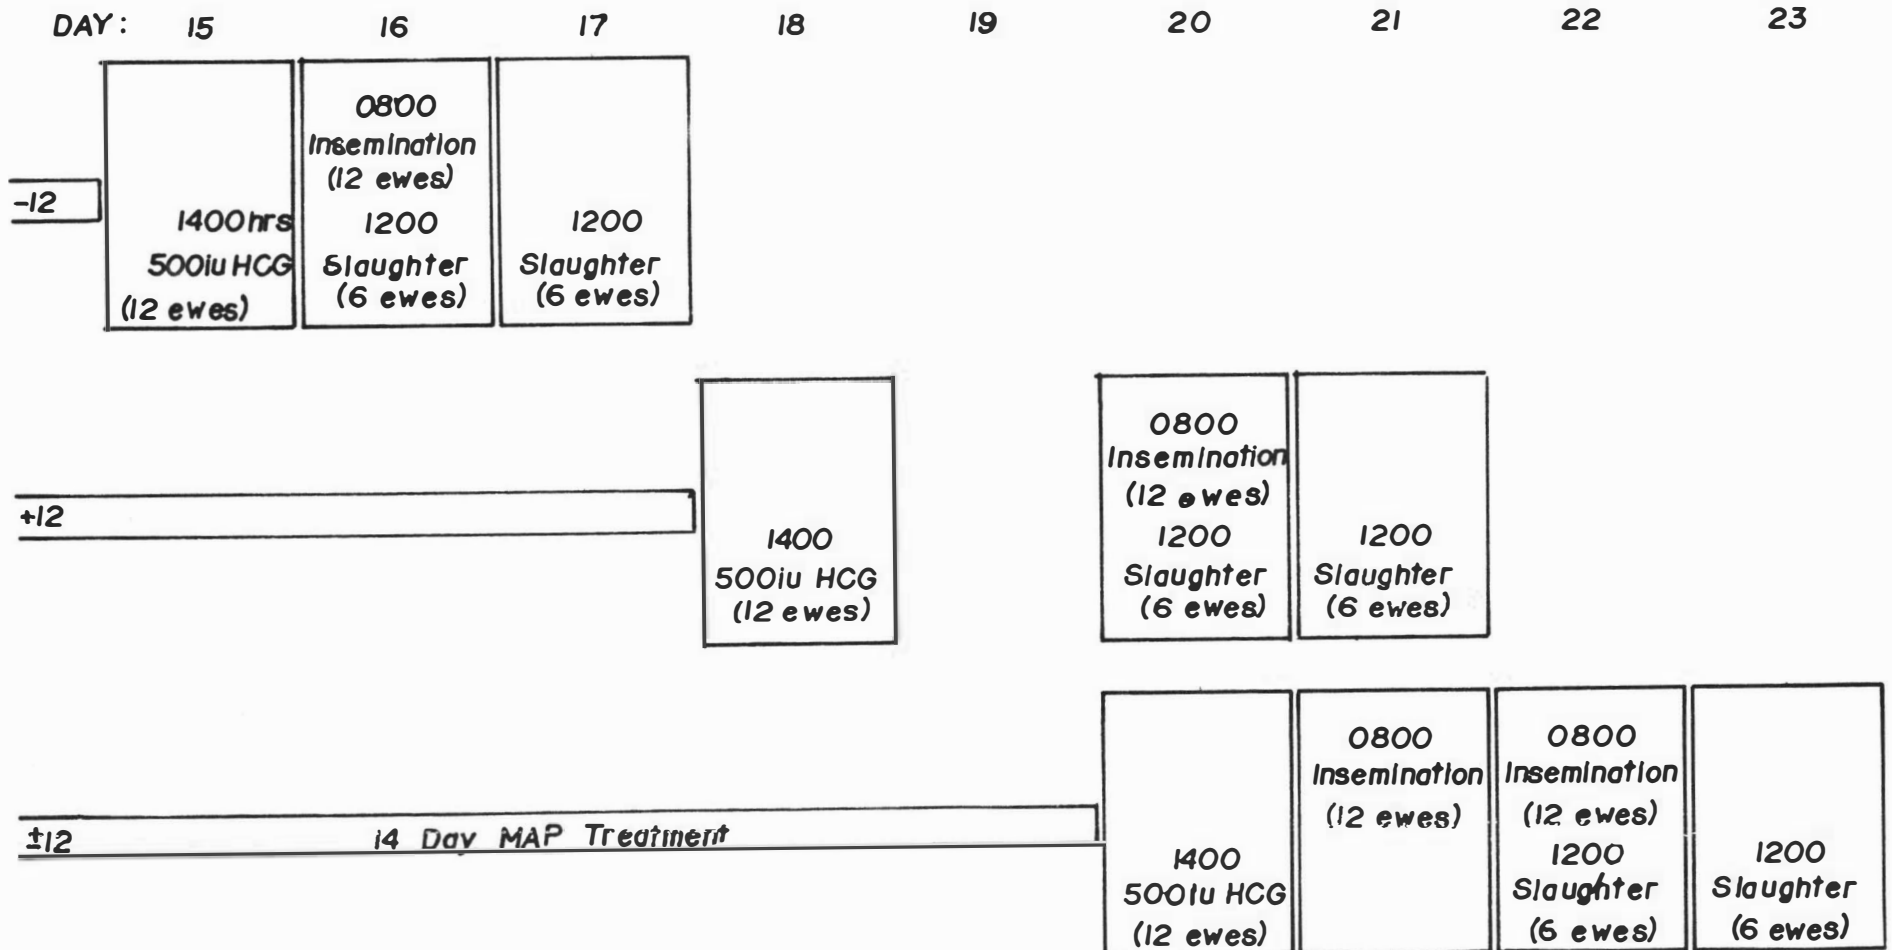 DAY: 15 16 17 18 19 20 21 22 23
-12
1400hrs
500iu HCG
(12 ewes)
0800
Insemination
(12 ewes)
1200
Slaughter
(6 ewes)
1200
Slaughter
(6 ewes)
+12
1400
500iu HCG
(12 ewes)
0800
Insemination
(12 ewes)
1200
Slaughter
(6 ewes)
1200
Slaughter
(6 ewes)
±12
14 Day MAP Treatment
1400
500iu HCG
(12 ewes)
0800
Insemination
(12 ewes)
0800
Insemination
(12 ewes)
1200
Slaughter
(6 ewes)
1200
Slaughter
(6 ewes)